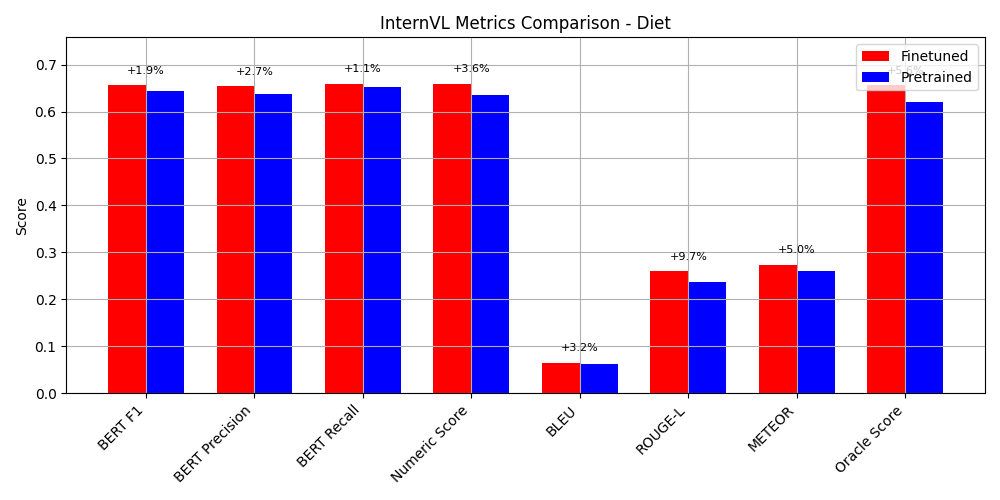 InternVL Metrics Comparison - Diet
Finetuned
Pretrained
+1.9%
+2.7%
+1.1%
+3.6%
+3.2%
+9.7%
+5.0%
+5.6%
Score
0.7
0.6
0.5
0.4
0.3
0.2
0.1
0.0
BERT F1
BERT Precision
BERT Recall
Numeric Score
BLEU
ROUGE-L
METEOR
Oracle Score